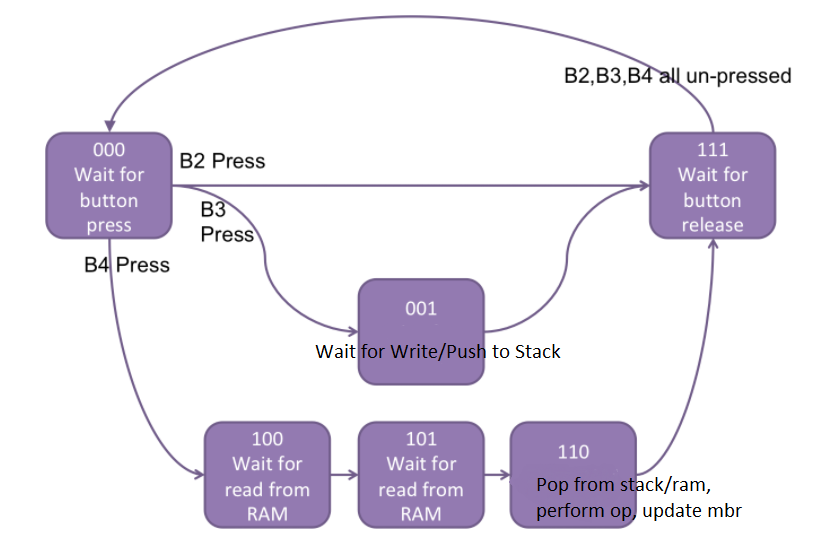 B2,B3,B4 all un-pressed
000
Wait for
button
press
B2 Press
B3
Press
111
Wait for
button
release
B4 Press
001
Wait for Write/Push to Stack
100
Wait for
read from
RAM
101
Wait for
read from
RAM
110
Pop from stack/ram,
perform op, update mbr